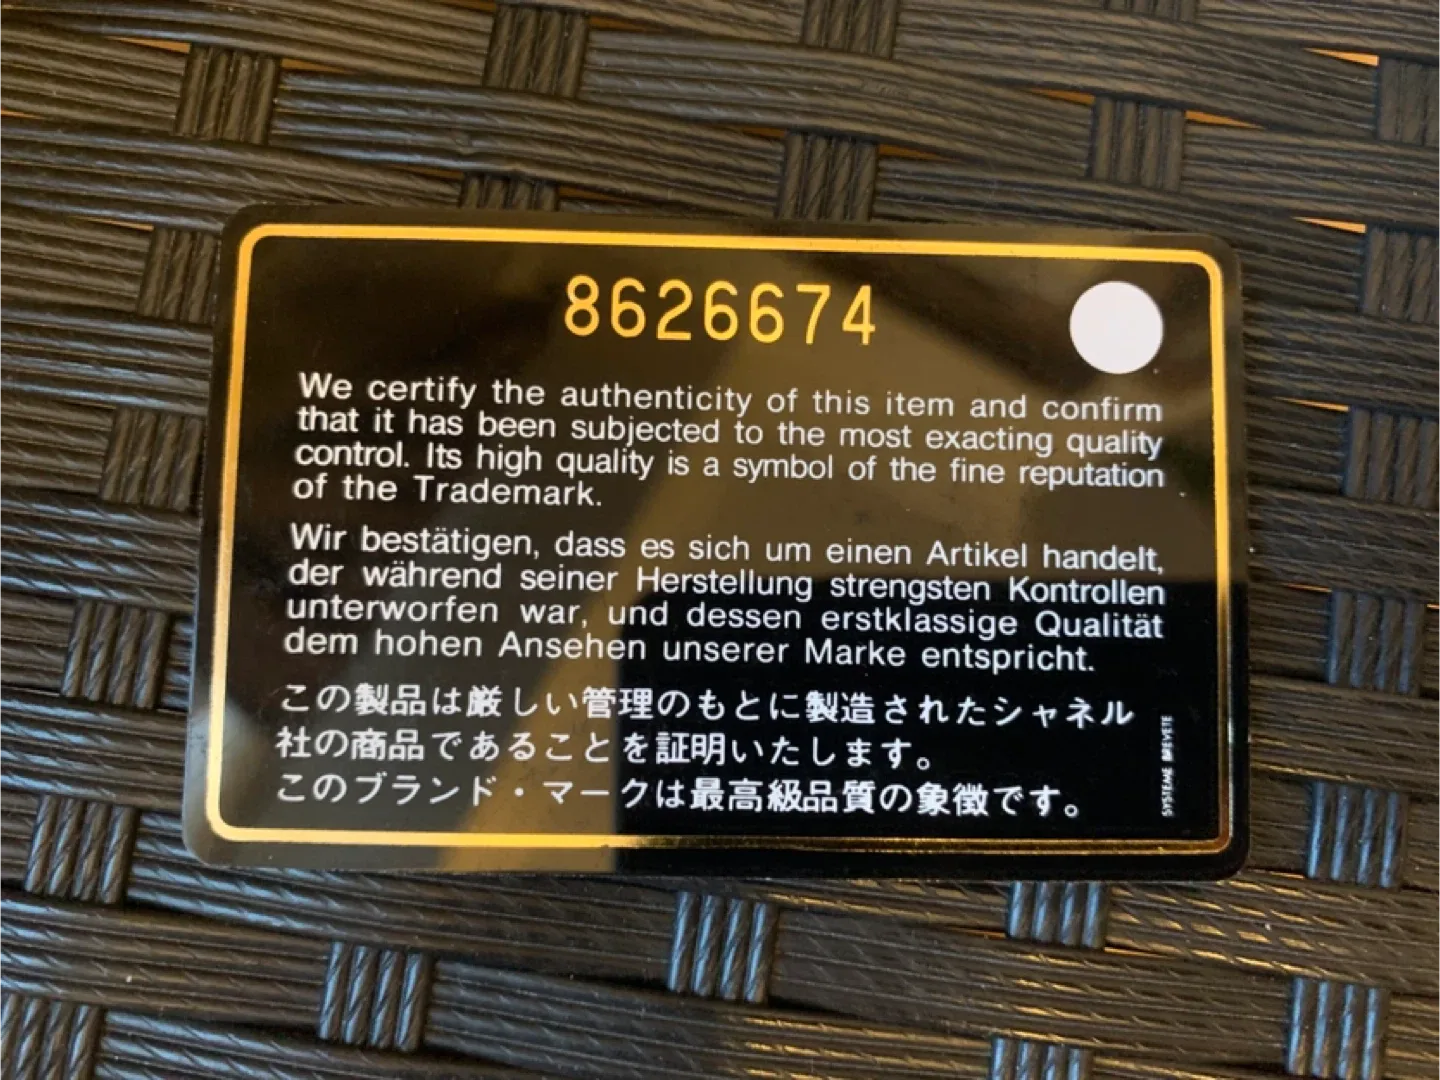 8626674
We certify the authenticity of this item and confirm
that it has been subjected to the most exacting quality
control. Its high quality is a symbol of the fine reputation
of the Trademark.
Wir bestätigen, dass es sich um einen Artikel handelt,
der während seiner Herstellung strengsten Kontrollen
unterworfen war, und dessen erstklassige Qualität
dem hohen Ansehen unserer Marke entspricht.
この製品は厳しい管理のもとに製造されたシャネル
社の商品であることを証明いたします。
このブランド・マークは最高級品質の象徴です。
SYSTEME BREVETE